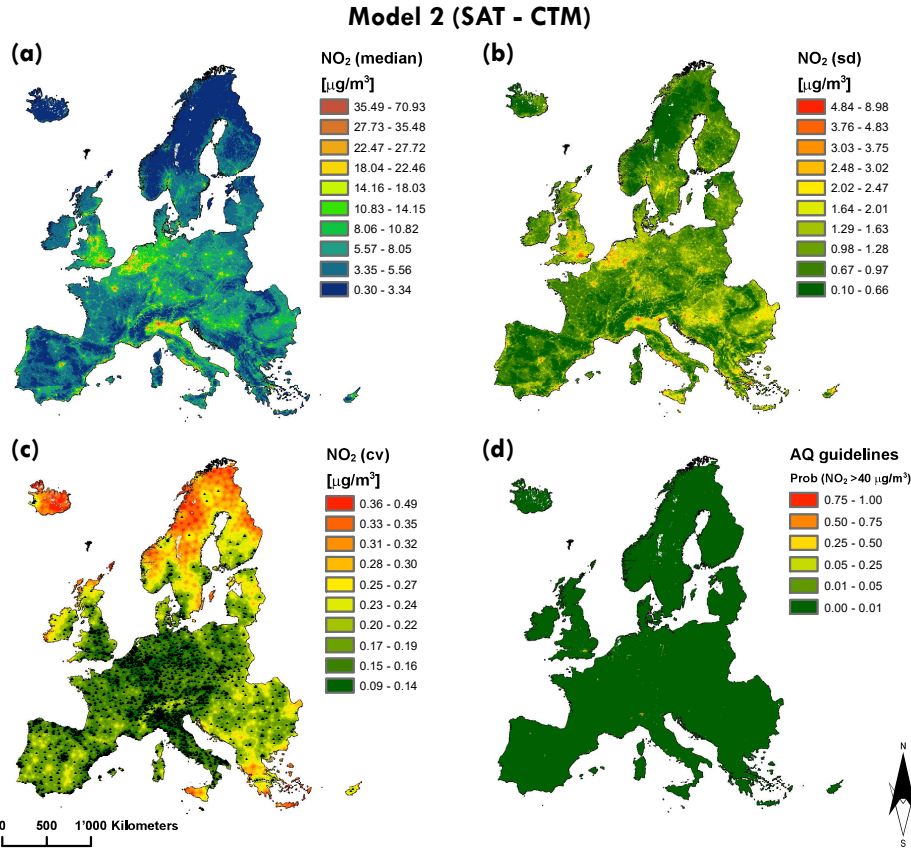 Model 2 (SAT - CTM)
(a)
NO₂ (median)
[µg/m³]
35.49 - 70.93
27.73 - 35.48
22.47 - 27.72
18.04 - 22.46
14.16 - 18.03
10.83 - 14.15
8.06 - 10.82
5.57 - 8.05
3.35 - 5.56
0.30 - 3.34
(b)
NO₂ (sd)
[µg/m³]
4.84 - 8.98
3.76 - 4.83
3.03 - 3.75
2.48 - 3.02
2.02 - 2.47
1.64 - 2.01
1.29 - 1.63
0.98 - 1.28
0.67 - 0.97
0.10 - 0.66
(c)
NO₂ (cv)
[µg/m³]
0.36 - 0.49
0.33 - 0.35
0.31 - 0.32
0.28 - 0.30
0.25 - 0.27
0.23 - 0.24
0.20 - 0.22
0.17 - 0.19
0.15 - 0.16
0.09 - 0.14
0 500 1'000 Kilometers
(d)
AQ guidelines
Prob (NO₂ >40 µg/m³)
0.75 - 1.00
0.50 - 0.75
0.25 - 0.50
0.05 - 0.25
0.01 - 0.05
0.00 - 0.01
N
S